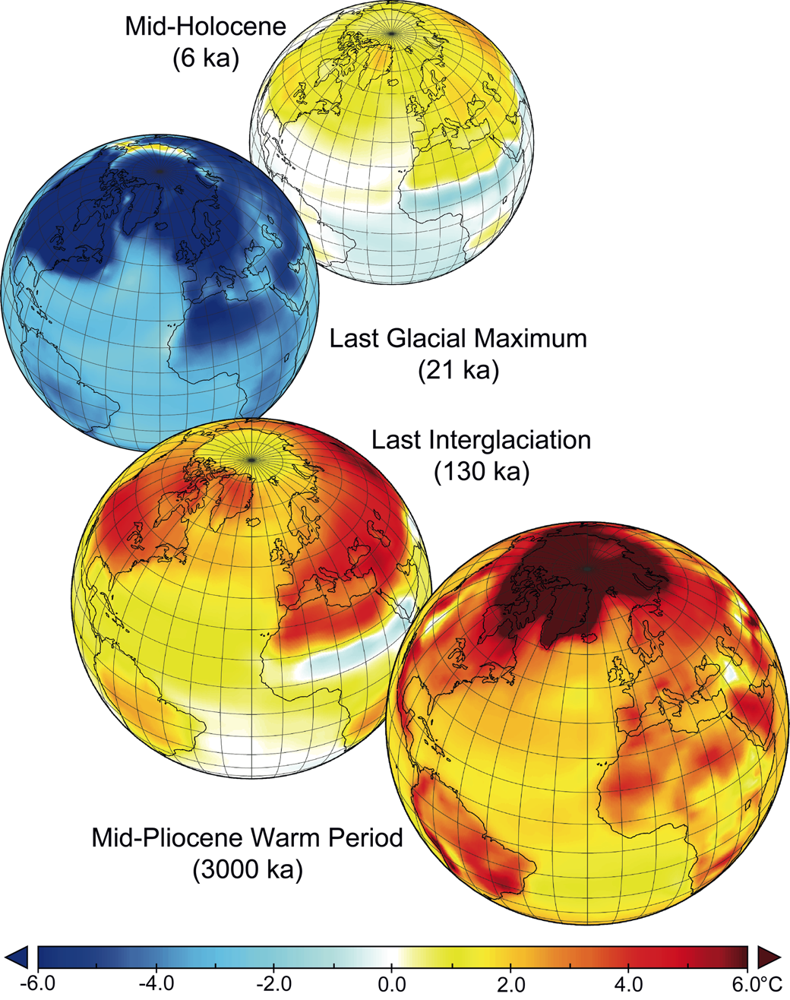 Mid-Holocene
(6 ka)
Last Glacial Maximum
(21 ka)
Last Interglaciation
(130 ka)
Mid-Pliocene Warm Period
(3000 ka)
-6.0 -4.0 -2.0 0.0 2.0 4.0 6.0°C